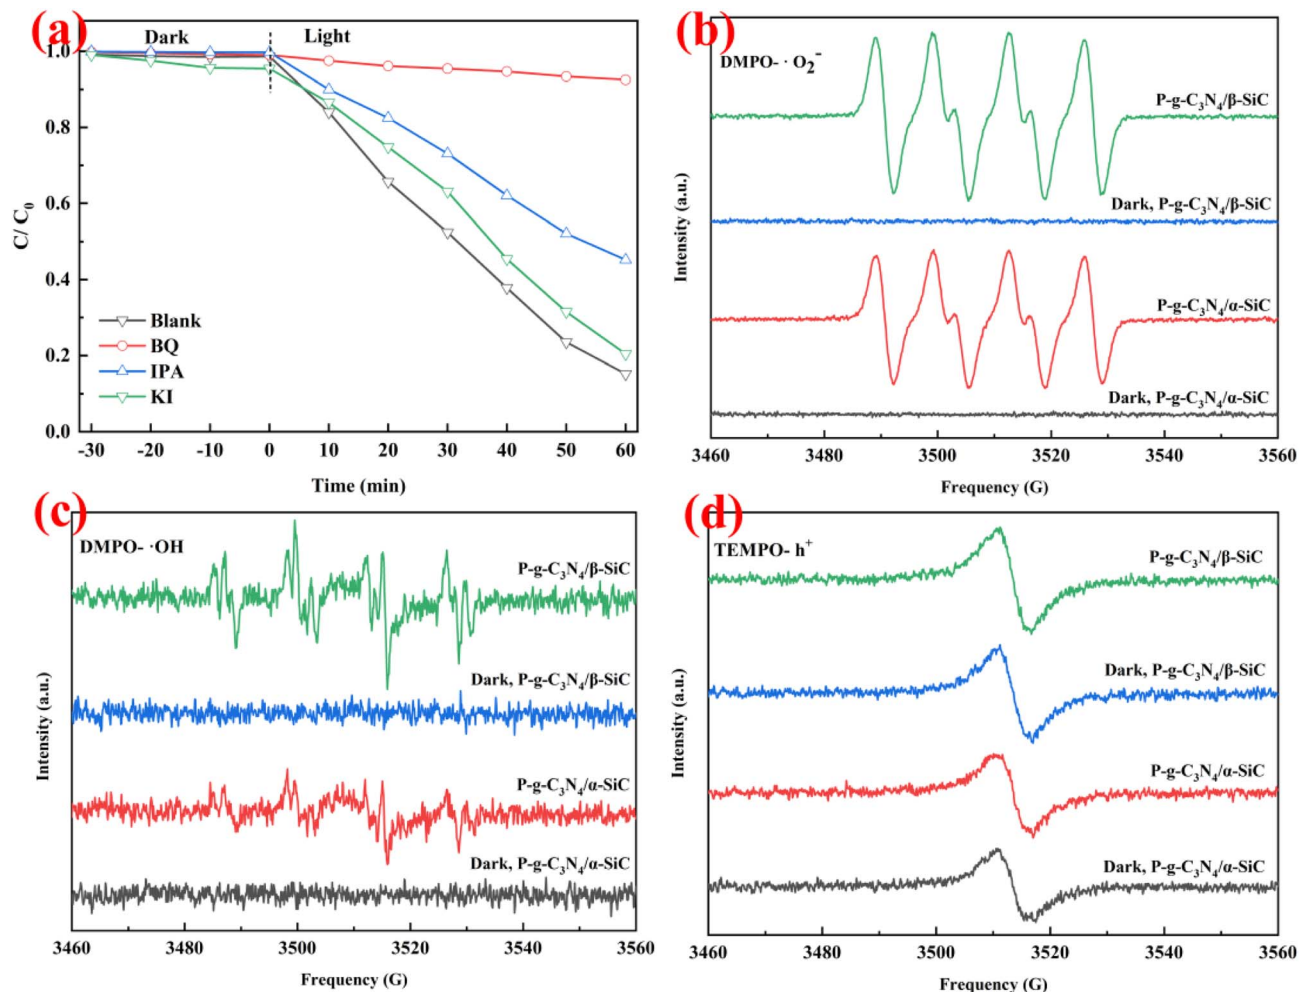 (a)
Dark
Light
1.0
0.8
0.6
0.4
0.2
0.0
C/ C₀
Blank
BQ
IPA
KI
-30 -20 -10 0 10 20 30 40 50 60
Time (min)
(b)
DMPO- · O₂⁻
P-g-C₃N₄/β-SiC
Dark, P-g-C₃N₄/β-SiC
P-g-C₃N₄/α-SiC
Dark, P-g-C₃N₄/α-SiC
Intensity (a.u.)
3460 3480 3500 3520 3540 3560
Frequency (G)
(c)
DMPO- ·OH
P-g-C₃N₄/β-SiC
Dark, P-g-C₃N₄/β-SiC
P-g-C₃N₄/α-SiC
Dark, P-g-C₃N₄/α-SiC
Intensity (a.u.)
3460 3480 3500 3520 3540 3560
Frequency (G)
(d)
TEMPO- h⁺
P-g-C₃N₄/β-SiC
Dark, P-g-C₃N₄/β-SiC
P-g-C₃N₄/α-SiC
Dark, P-g-C₃N₄/α-SiC
Intensity (a.u.)
3460 3480 3500 3520 3540 3560
Frequency (G)